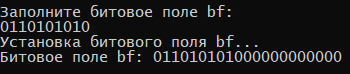 Заполните битовое поле bf:
0110101010
Установка битового поля bf...
Битовое поле bf: 01101010100000000000